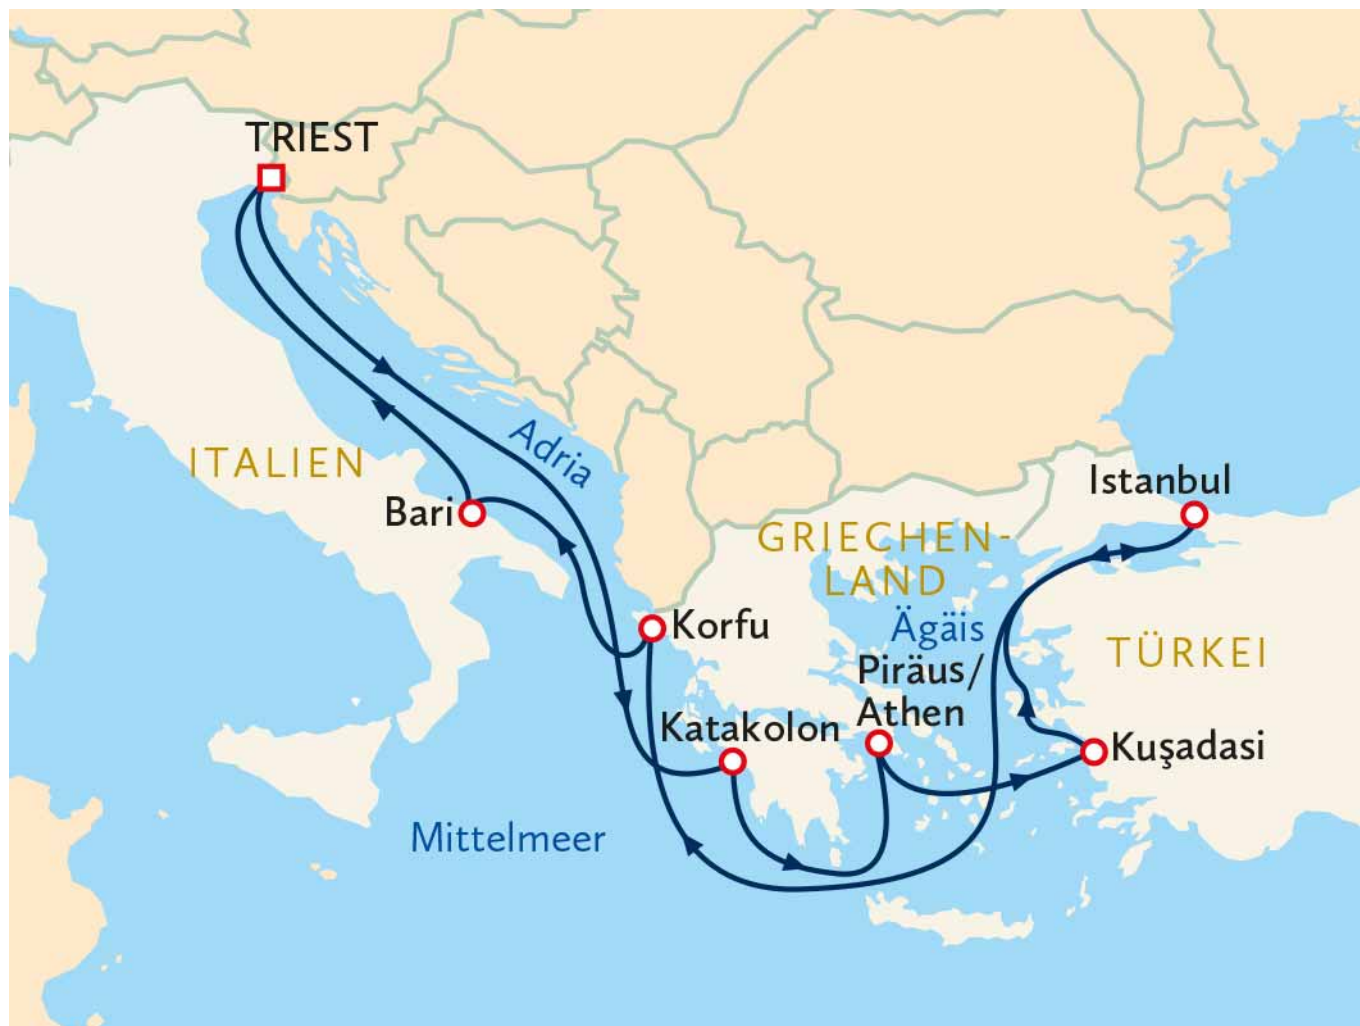 TRIEST
Adria
ITALIEN
Bari
Istanbul
GRIECHEN-
LAND
Ägäis
Korfu
TÜRKEI
Piräus/
Athen
Katakolon
Kuşadasi
Mittelmeer